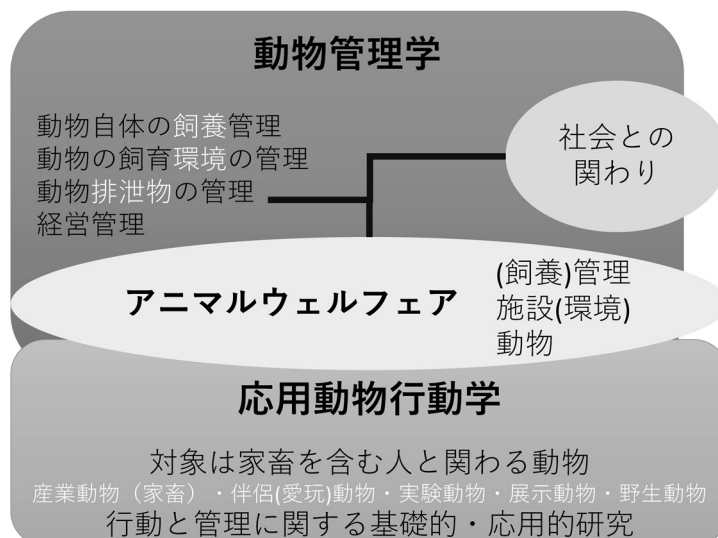 動物管理学
動物自体の飼養管理
動物の飼育環境の管理
動物排泄物の管理
経営管理
社会との
関わり
アニマルウェルフェア
(飼養)管理
施設(環境)
動物
応用動物行動学
対象は家畜を含む人と関わる動物
産業動物（家畜）・伴侶(愛玩)動物・実験動物・展示動物・野生動物
行動と管理に関する基礎的・応用的研究